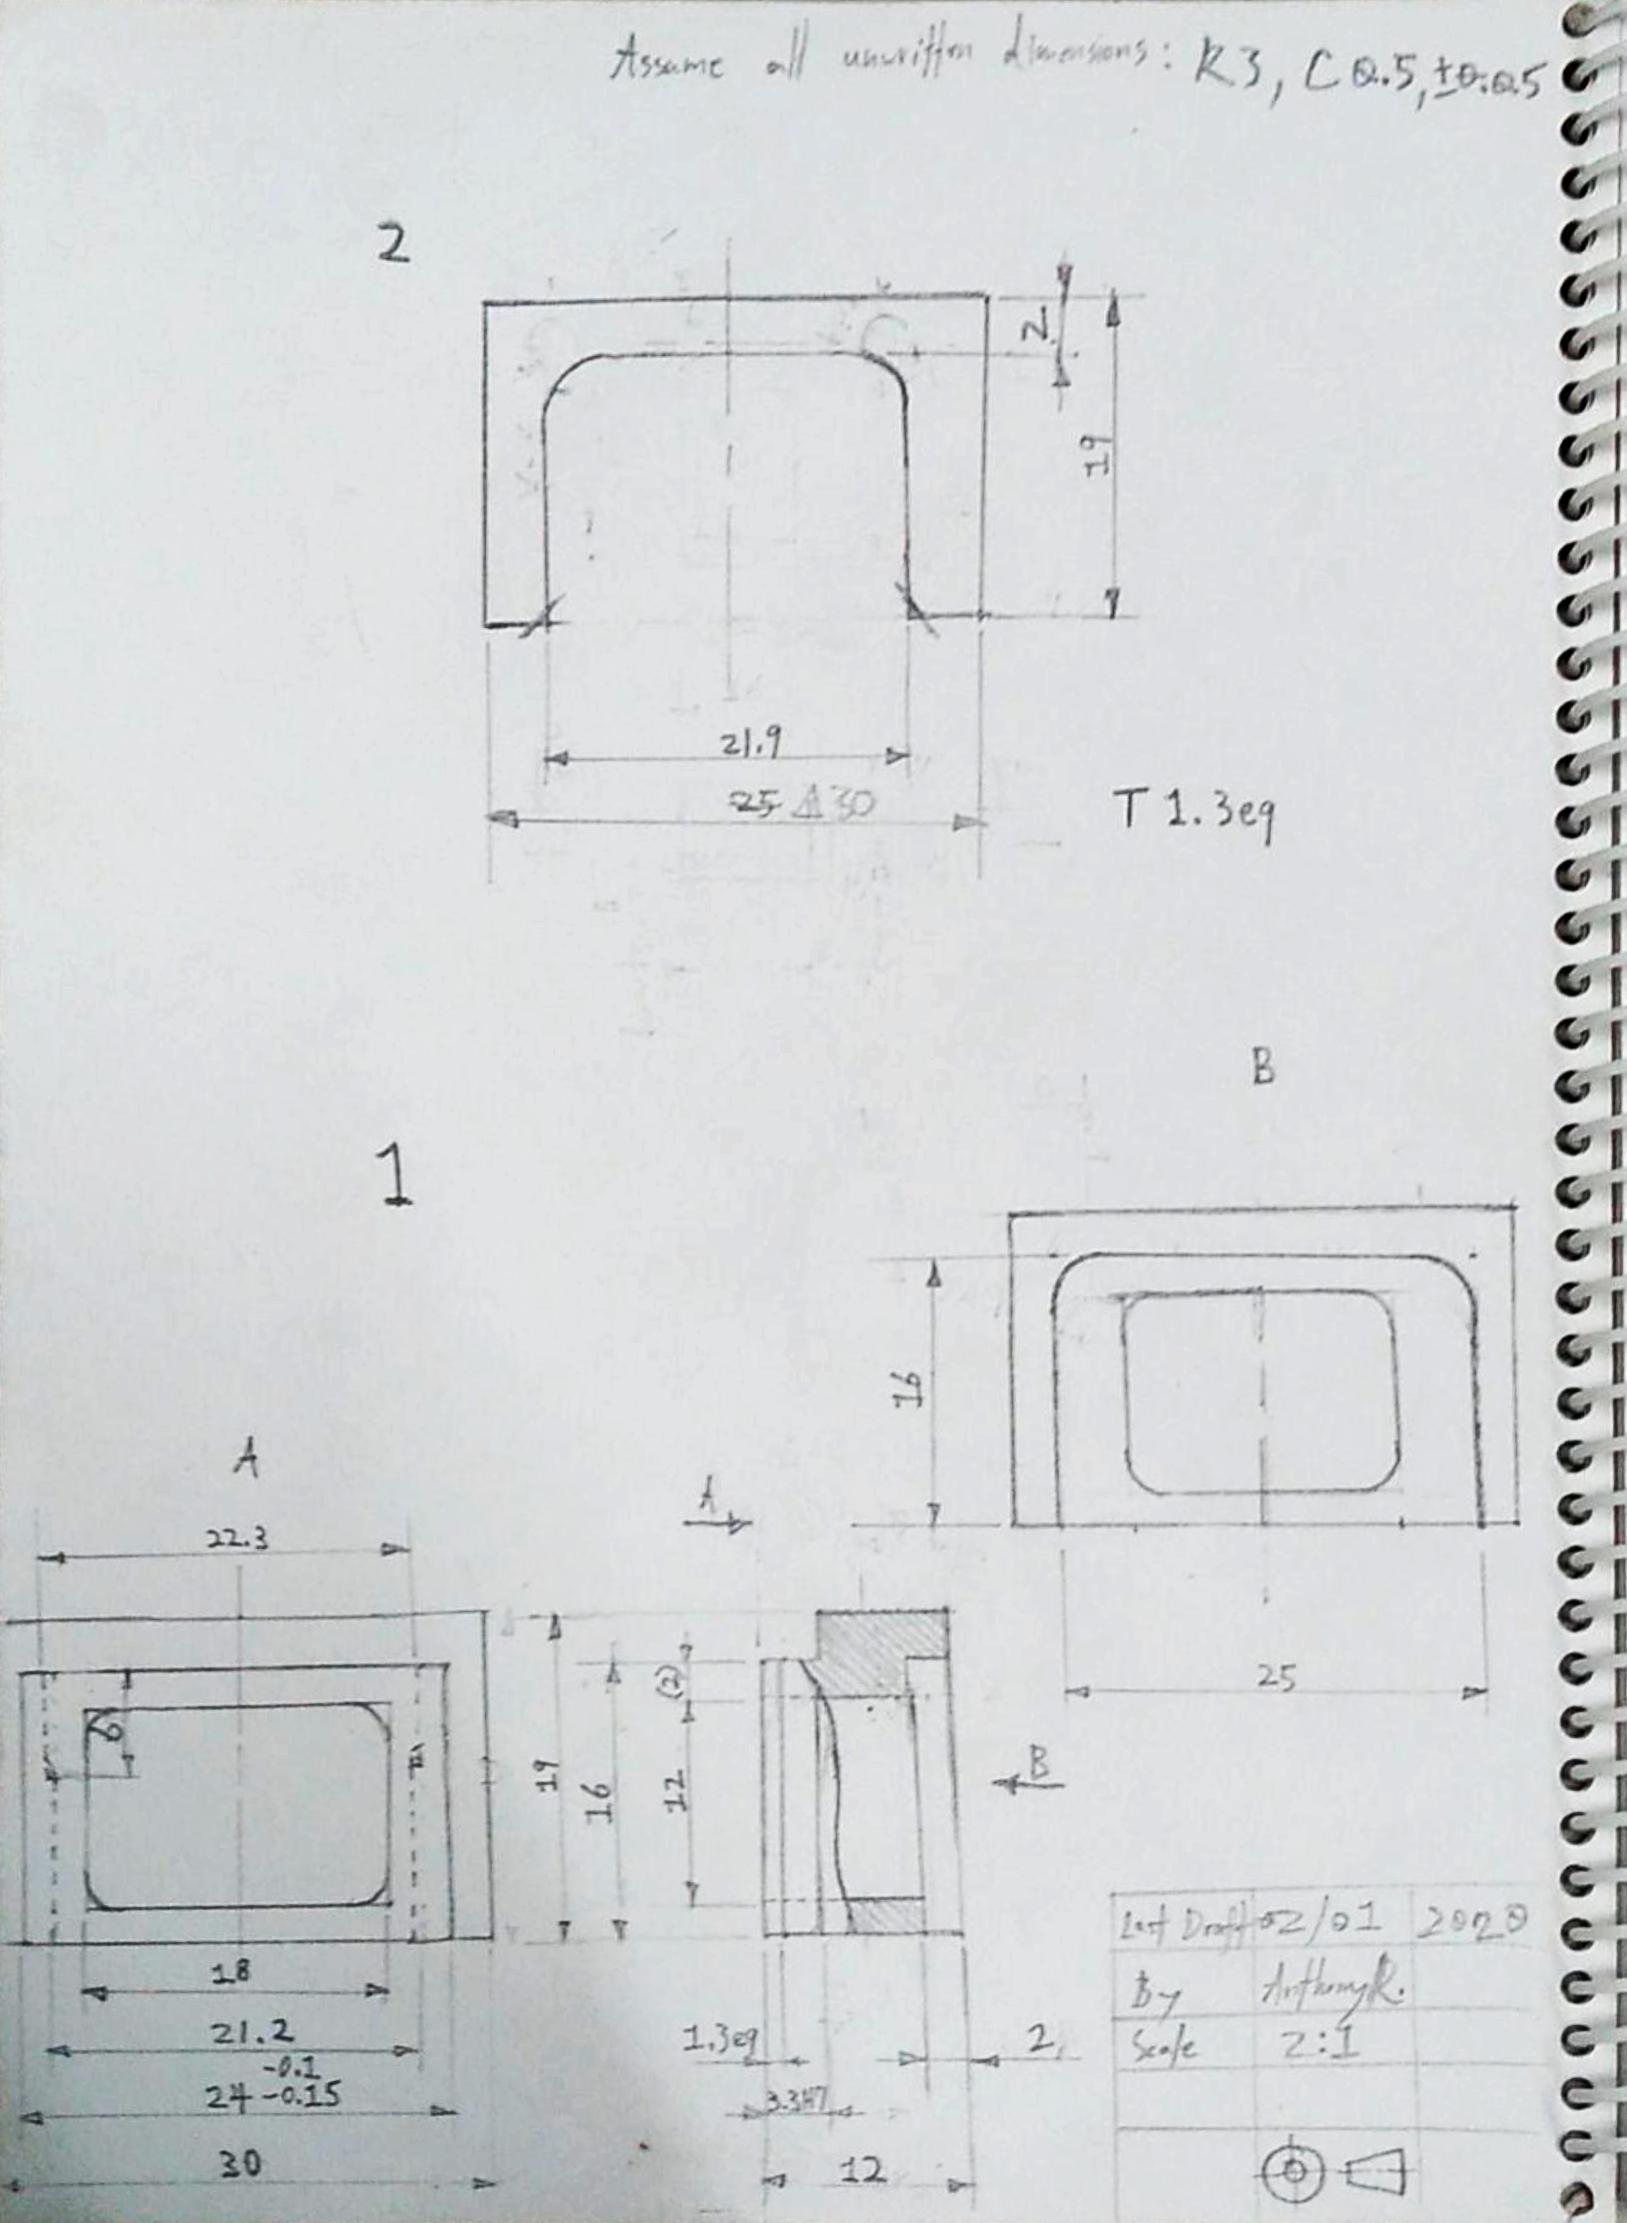 Assume all unwritten dimensions: R3, C0.5, ±0.05
2
2
19
21.9
25 △30
T 1.3eq
B
1
16
A
A
22.3
25
6
19
16
(2)
12
B
18
21.2
-0.1
24 -0.15
30
1.3eq
2
3.3H7
12
Last Draft 02/01 2020
By AnthonyR.
Scale 2:1